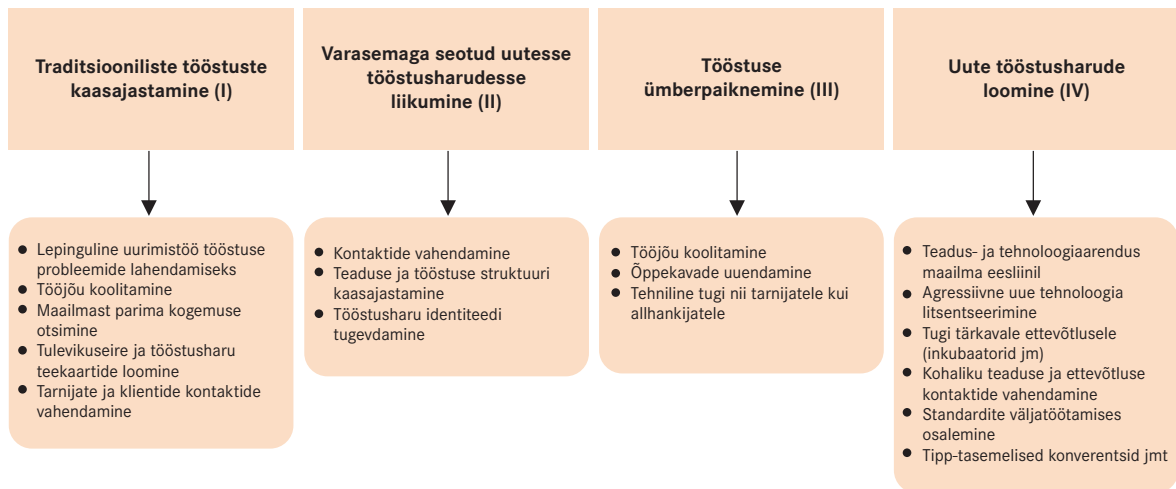 Traditsiooniliste tööstuste
kaasajastamine (I)
Varasemaga seotud uutesse
tööstusharudesse
liikumine (II)
Tööstuse
ümberpaiknemine (III)
Uute tööstusharude
loomine (IV)
• Lepinguline uurimistöö tööstuse
probleemide lahendamiseks
• Tööjõu koolitamine
• Maailmast parima kogemuse
otsimine
• Tulevikuseire ja tööstusharu
teekaartide loomine
• Tarnijate ja klientide kontaktide
vahendamine
• Kontaktide vahendamine
• Teaduse ja tööstuse struktuuri
kaasajastamine
• Tööstusharu identiteedi
tugevdamine
• Tööjõu koolitamine
• Õppekavade uuendamine
• Tehniline tugi nii tarnijatele kui
allhankijatele
• Teadus- ja tehnoloogiaarendus
maailma eesliinil
• Agressiivne uue tehnoloogia
litsentseerimine
• Tugi tärkavale ettevõtlusele
(inkubaatorid jm)
• Kohaliku teaduse ja ettevõtluse
kontaktide vahendamine
• Standardite väljatöötamises
osalemine
• Tipp-tasemelised konverentsid jmt